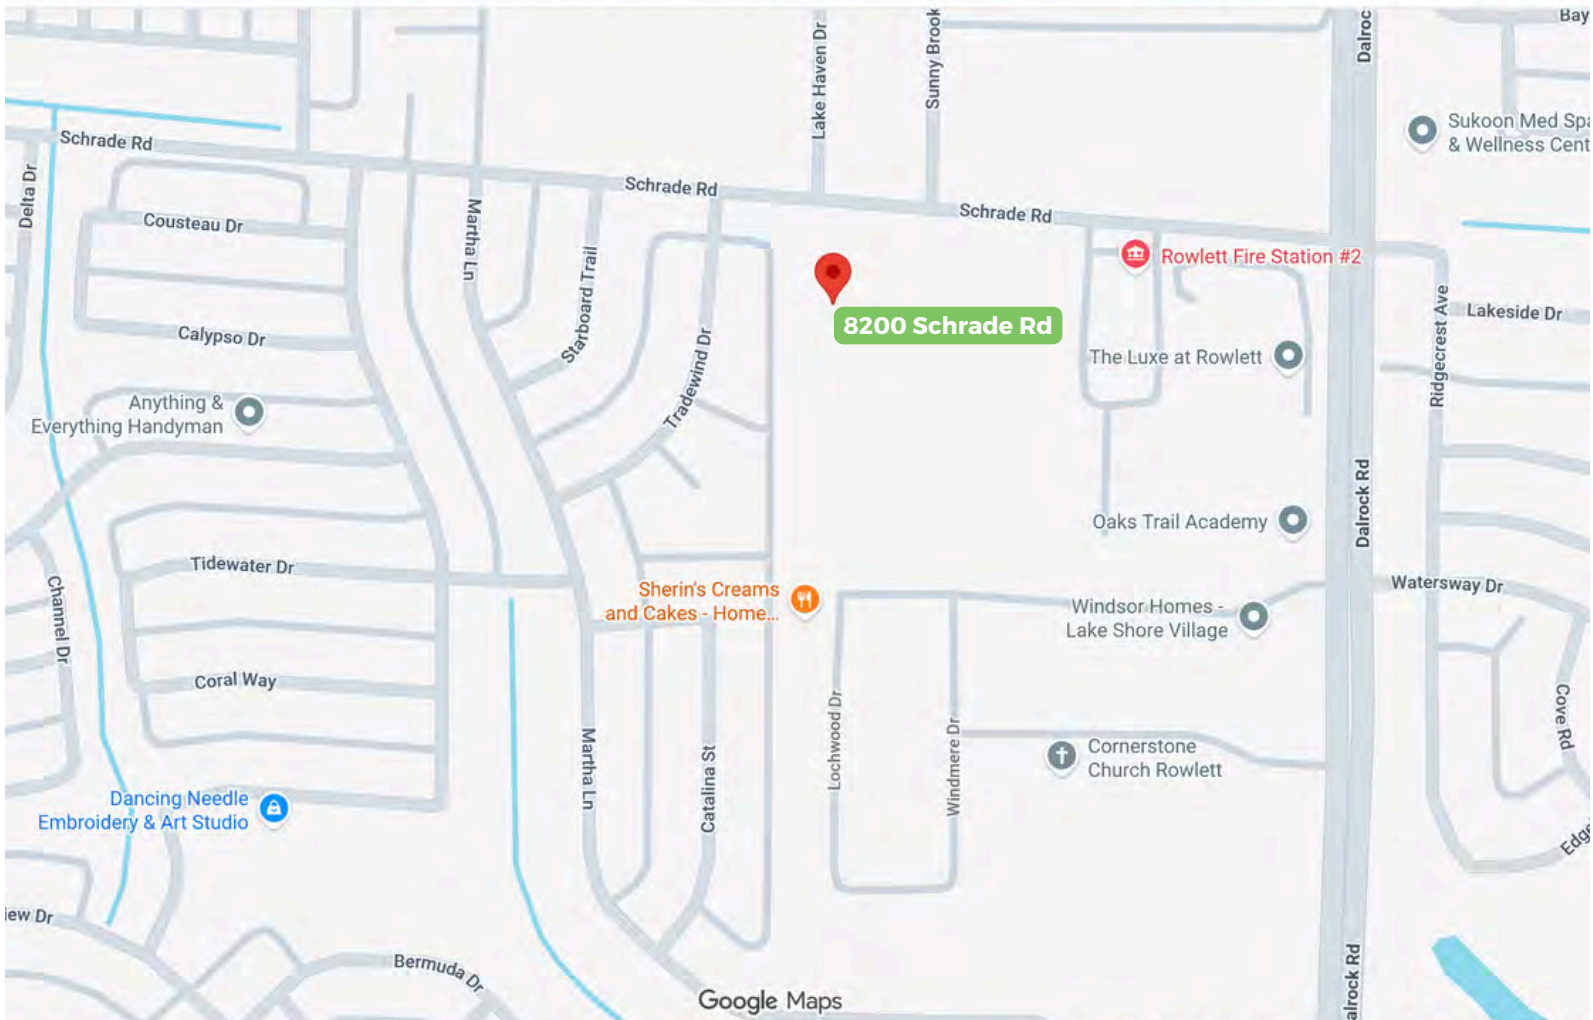 Bay
Dalroc
Lake Haven Dr
Sunny Brook
Sukoon Med Spa
& Wellness Cent
Schrade Rd
Delta Dr
Schrade Rd
Schrade Rd
Cousteau Dr
Martha Ln
Starboard Trail
Rowlett Fire Station #2
Ridgecrest Ave
Lakeside Dr
8200 Schrade Rd
Calypso Dr
Tradewind Dr
The Luxe at Rowlett
Anything &
Everything Handyman
Dalrock Rd
Oaks Trail Academy
Tidewater Dr
Channel Dr
Sherin's Creams
and Cakes - Home...
Watersway Dr
Windsor Homes -
Lake Shore Village
Coral Way
Lochwood Dr
Windmere Dr
Cove Rd
Martha Ln
Catalina St
Cornerstone
Church Rowlett
Dancing Needle
Embroidery & Art Studio
Edge
iew Dr
Bermuda Dr
alrock Rd
Google Maps